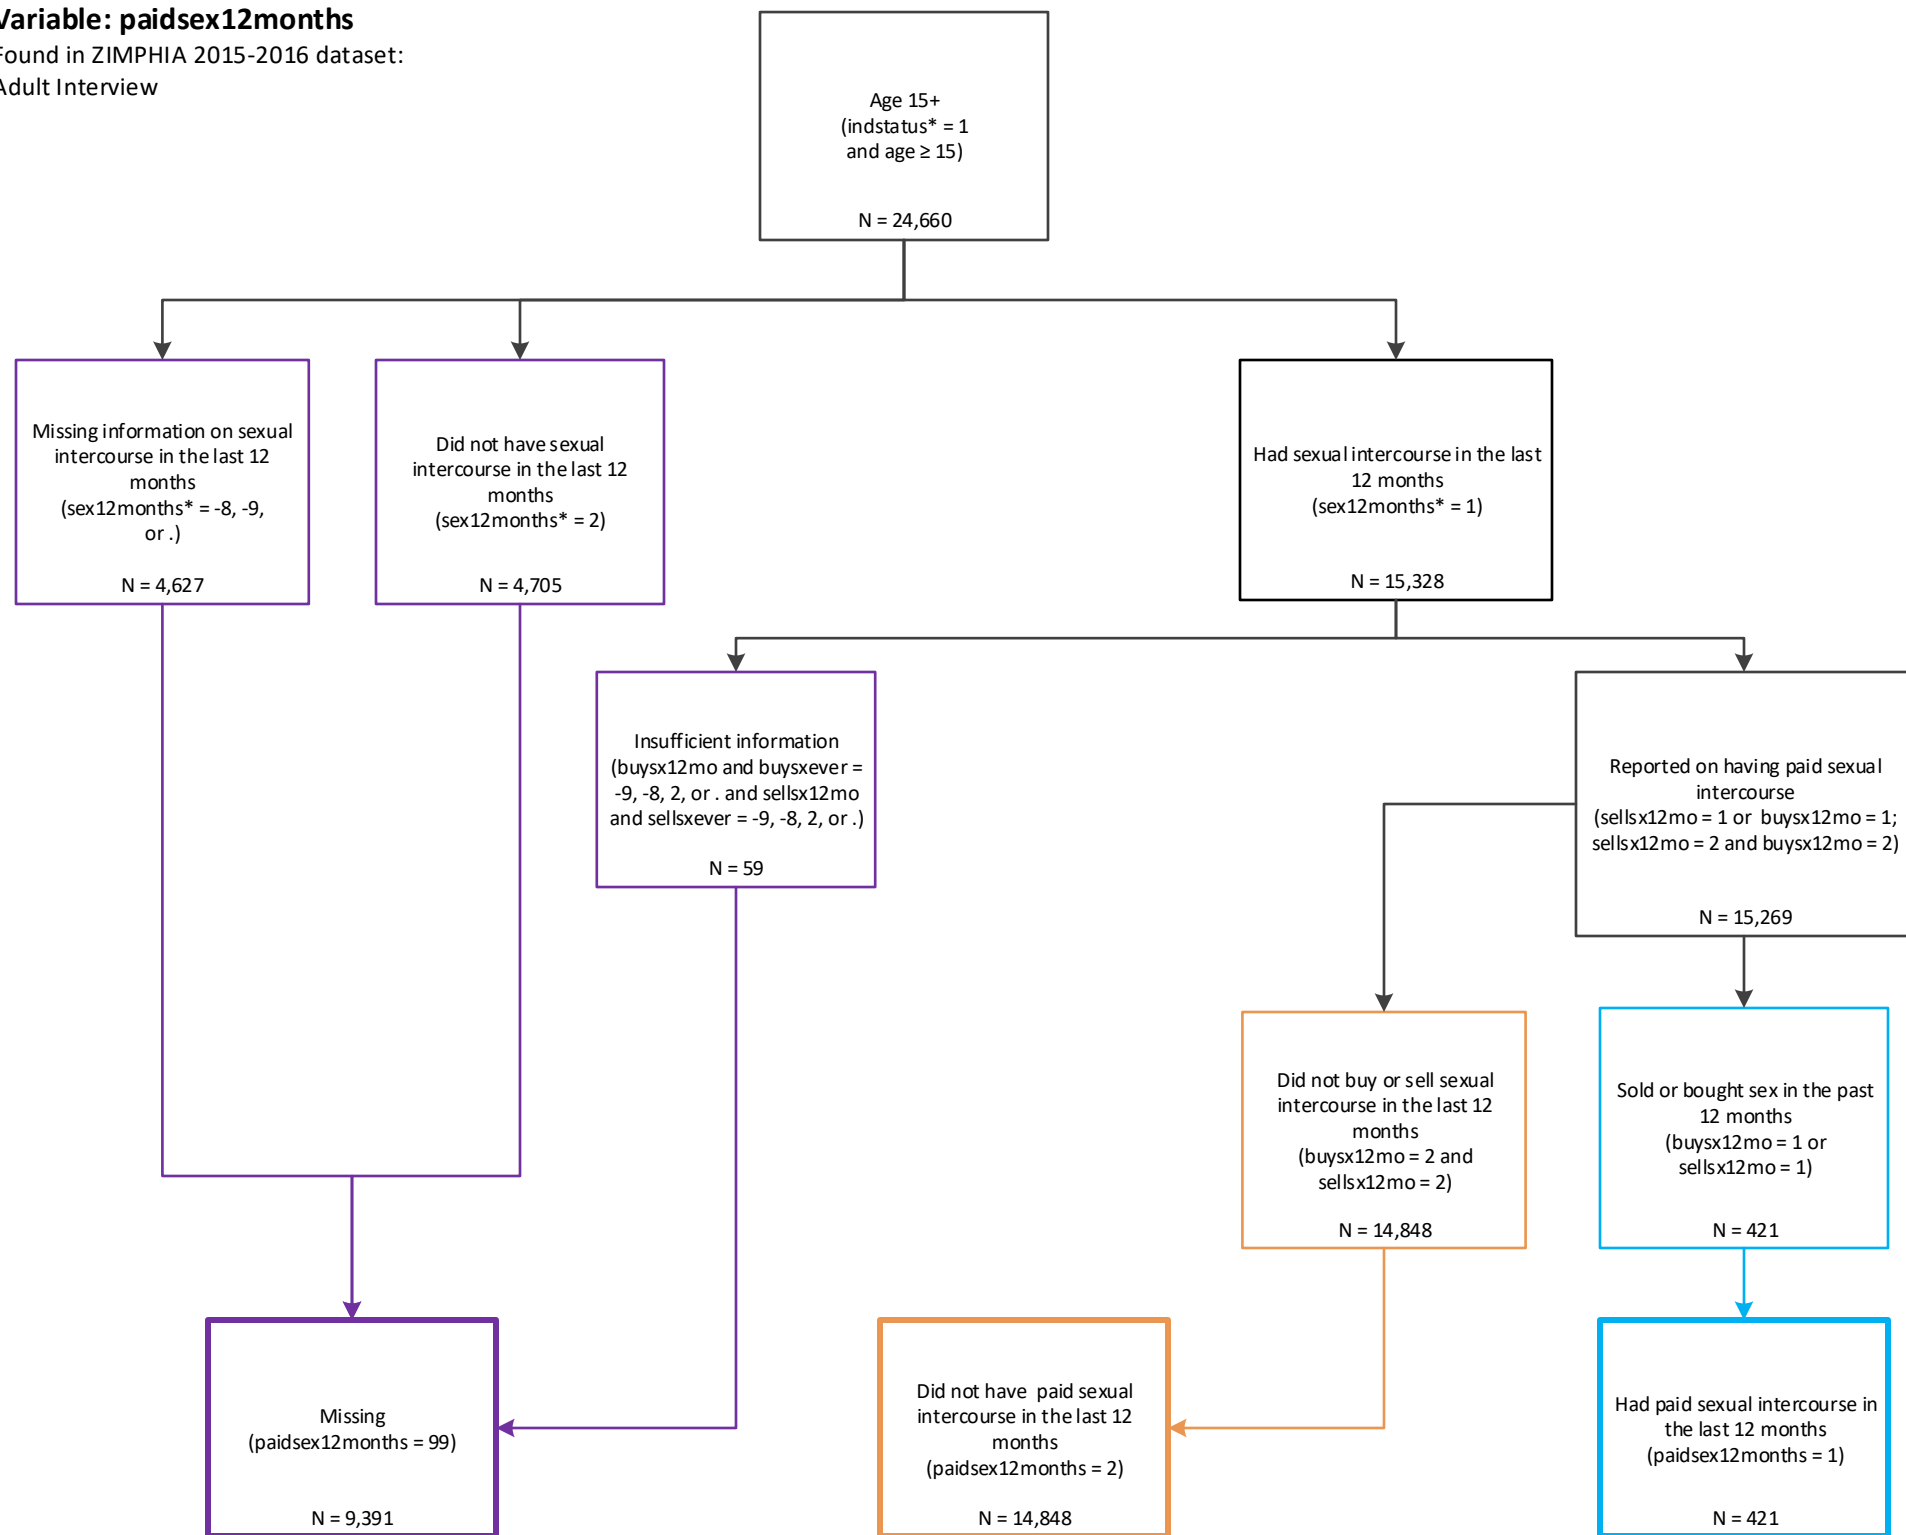 Variable: paidsex12months
Found in ZIMPHIA 2015-2016 dataset:
Adult Interview
Age 15+
(indstatus* = 1
and age ≥ 15)
N = 24,660
Missing information on sexual
intercourse in the last 12
months
(sex12months* = -8, -9,
or .)
N = 4,627
Did not have sexual
intercourse in the last 12
months
(sex12months* = 2)
N = 4,705
Had sexual intercourse in the last
12 months
(sex12months* = 1)
N = 15,328
Insufficient information
(buysx12mo and buysxever =
-9, -8, 2, or . and sellsx12mo
and sellsxever = -9, -8, 2, or .)
N = 59
Reported on having paid sexual
intercourse
(sellsx12mo = 1 or buysx12mo = 1;
sellsx12mo = 2 and buysx12mo = 2)
N = 15,269
Did not buy or sell sexual
intercourse in the last 12
months
(buysx12mo = 2 and
sellsx12mo = 2)
N = 14,848
Sold or bought sex in the past
12 months
(buysx12mo = 1 or
sellsx12mo = 1)
N = 421
Missing
(paidsex12months = 99)
N = 9,391
Did not have paid sexual
intercourse in the last 12
months
(paidsex12months = 2)
N = 14,848
Had paid sexual intercourse in
the last 12 months
(paidsex12months = 1)
N = 421